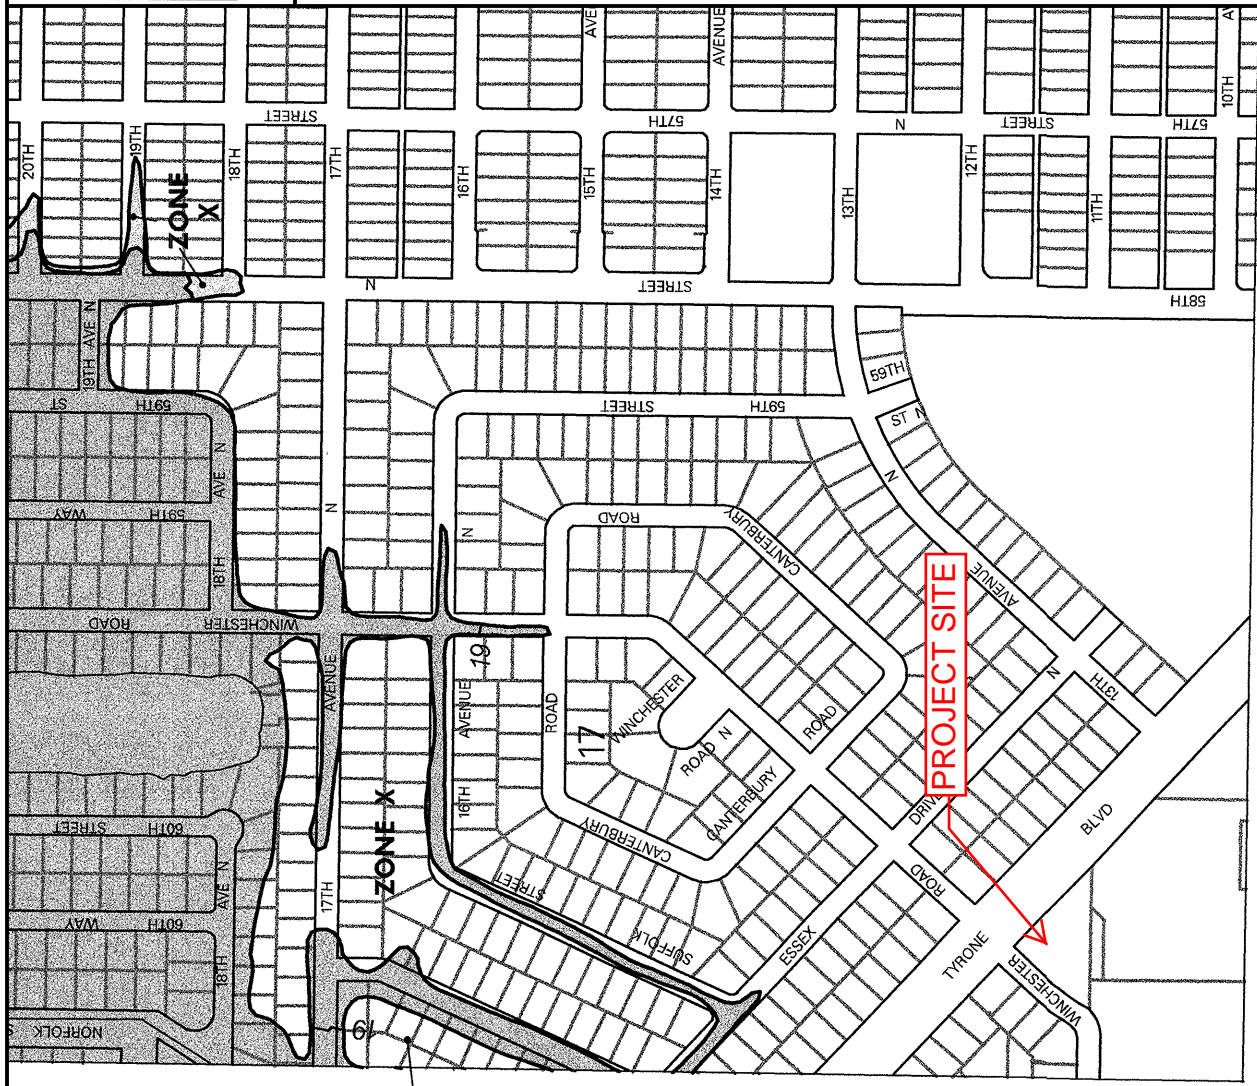 AVE
AVENUE
AV
10TH
STREET
57TH
N
STREET
57TH
20TH
19TH
18TH
17TH
16TH
15TH
14TH
13TH
12TH
11TH
ZONE
X
N
STREET
58TH
19TH AVE N
ST
59TH
STREET
59TH
59TH
ST N
AVE N
18TH
WAY
59TH
N
N
N
ROAD
CANTERBURY
AVENUE
PROJECT SITE
ROAD
WINCHESTER
19
AVENUE
AVENUE
16TH
ROAD
17
WINCHESTER
ROAD N
CANTERBURY
ROAD
N
13TH
DRIVE
BLVD
STREET
60TH
AVE N
WAY
60TH
18TH
17TH
ZONE X
CANTERBURY
STREET
SUFFOLK
ESSEX
ROAD
TYRONE
WINCHESTER
NORFOLK
S
19